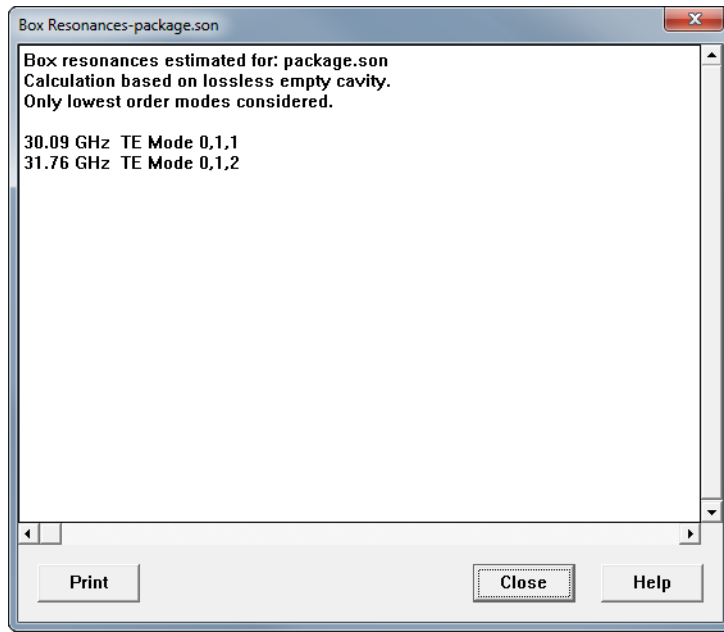 Box Resonances-package.son
Box resonances estimated for: package.son
Calculation based on lossless empty cavity.
Only lowest order modes considered.
30.09 GHz  TE Mode 0,1,1
31.76 GHz  TE Mode 0,1,2
Print
Close
Help